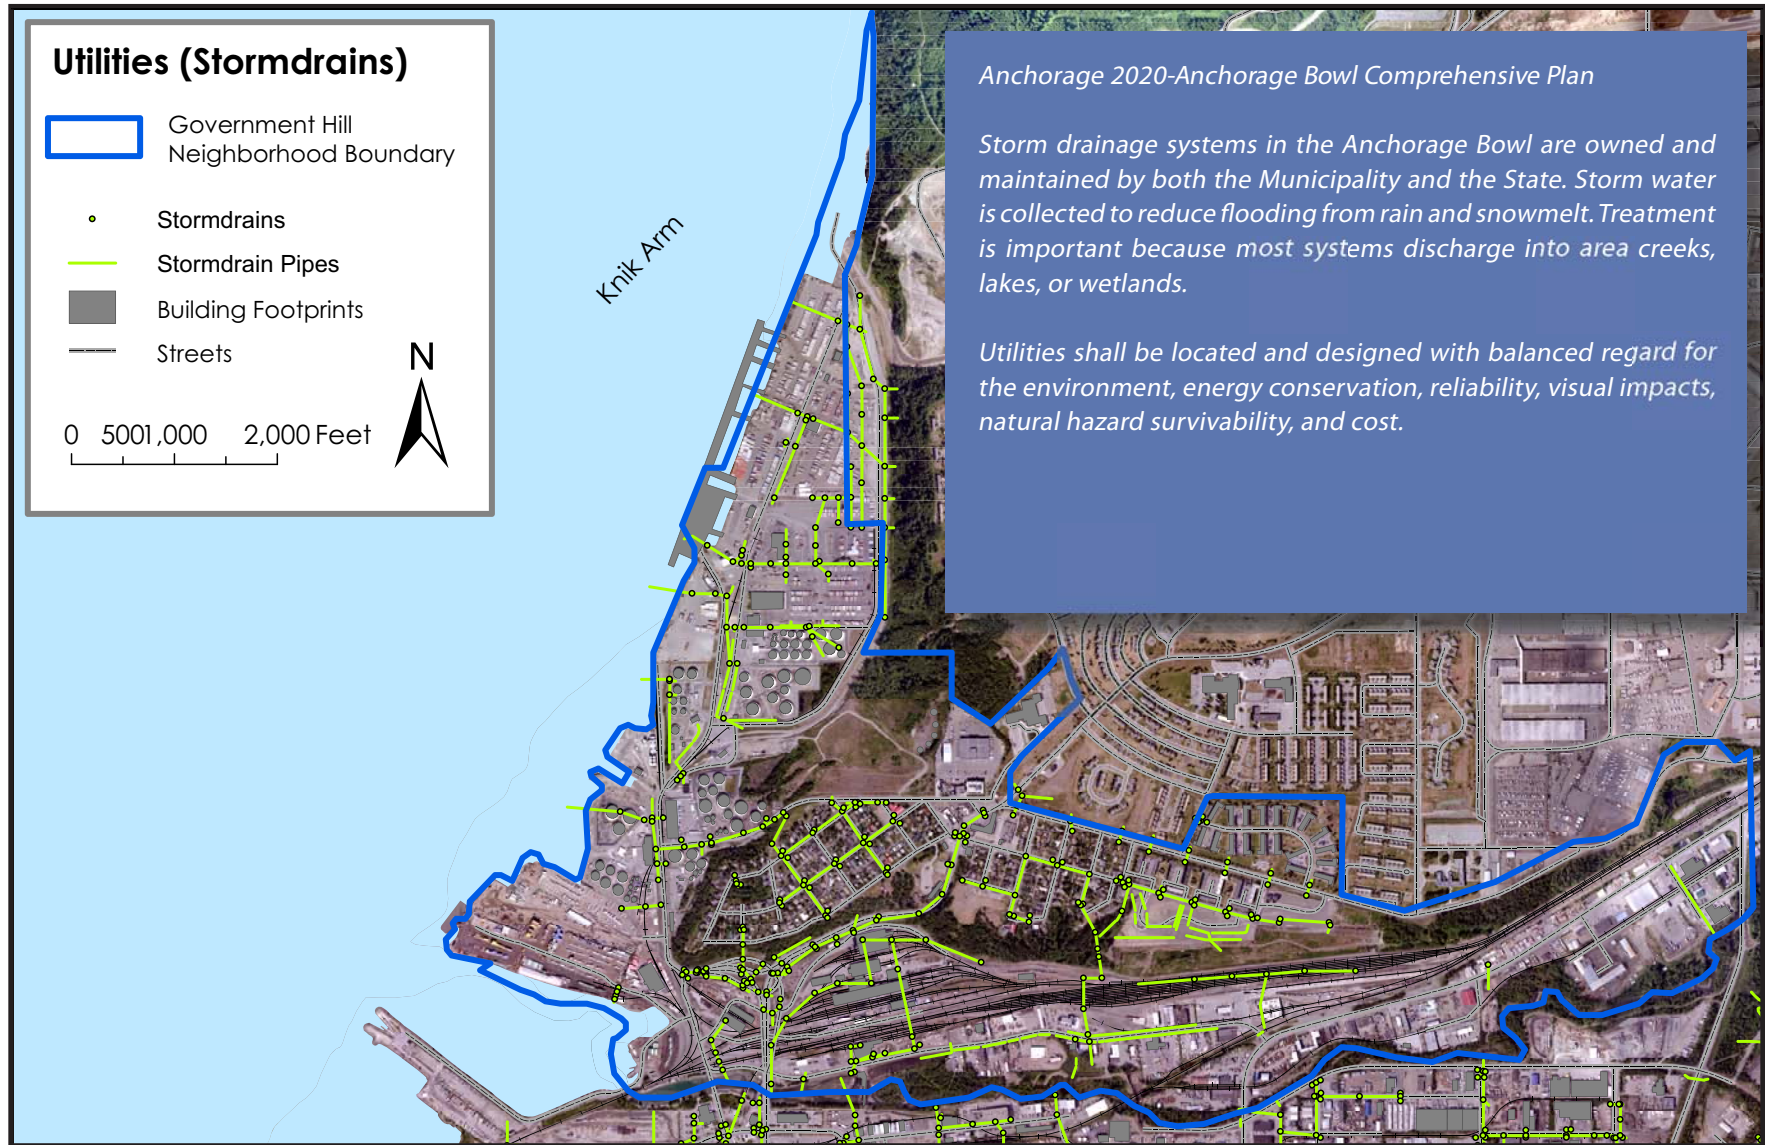 Utilities (Stormdrains)
Government Hill
Neighborhood Boundary
Stormdrains
Stormdrain Pipes
Building Footprints
Streets
N
0 5001,000 2,000 Feet
Knik Arm
Anchorage 2020-Anchorage Bowl Comprehensive Plan
Storm drainage systems in the Anchorage Bowl are owned and
maintained by both the Municipality and the State. Storm water
is collected to reduce flooding from rain and snowmelt. Treatment
is important because most systems discharge into area creeks,
lakes, or wetlands.
Utilities shall be located and designed with balanced regard for
the environment, energy conservation, reliability, visual impacts,
natural hazard survivability, and cost.